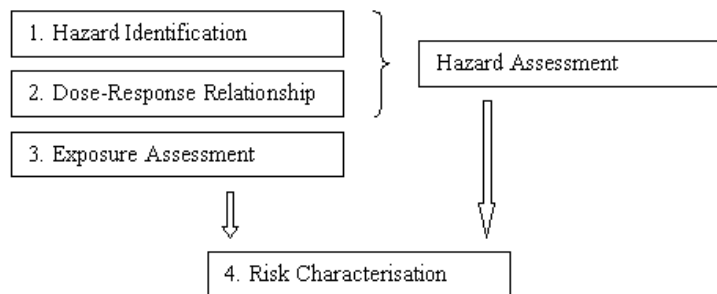 1. Hazard Identification
Hazard Assessment
2. Dose-Response Relationship
3. Exposure Assessment
4. Risk Characterisation